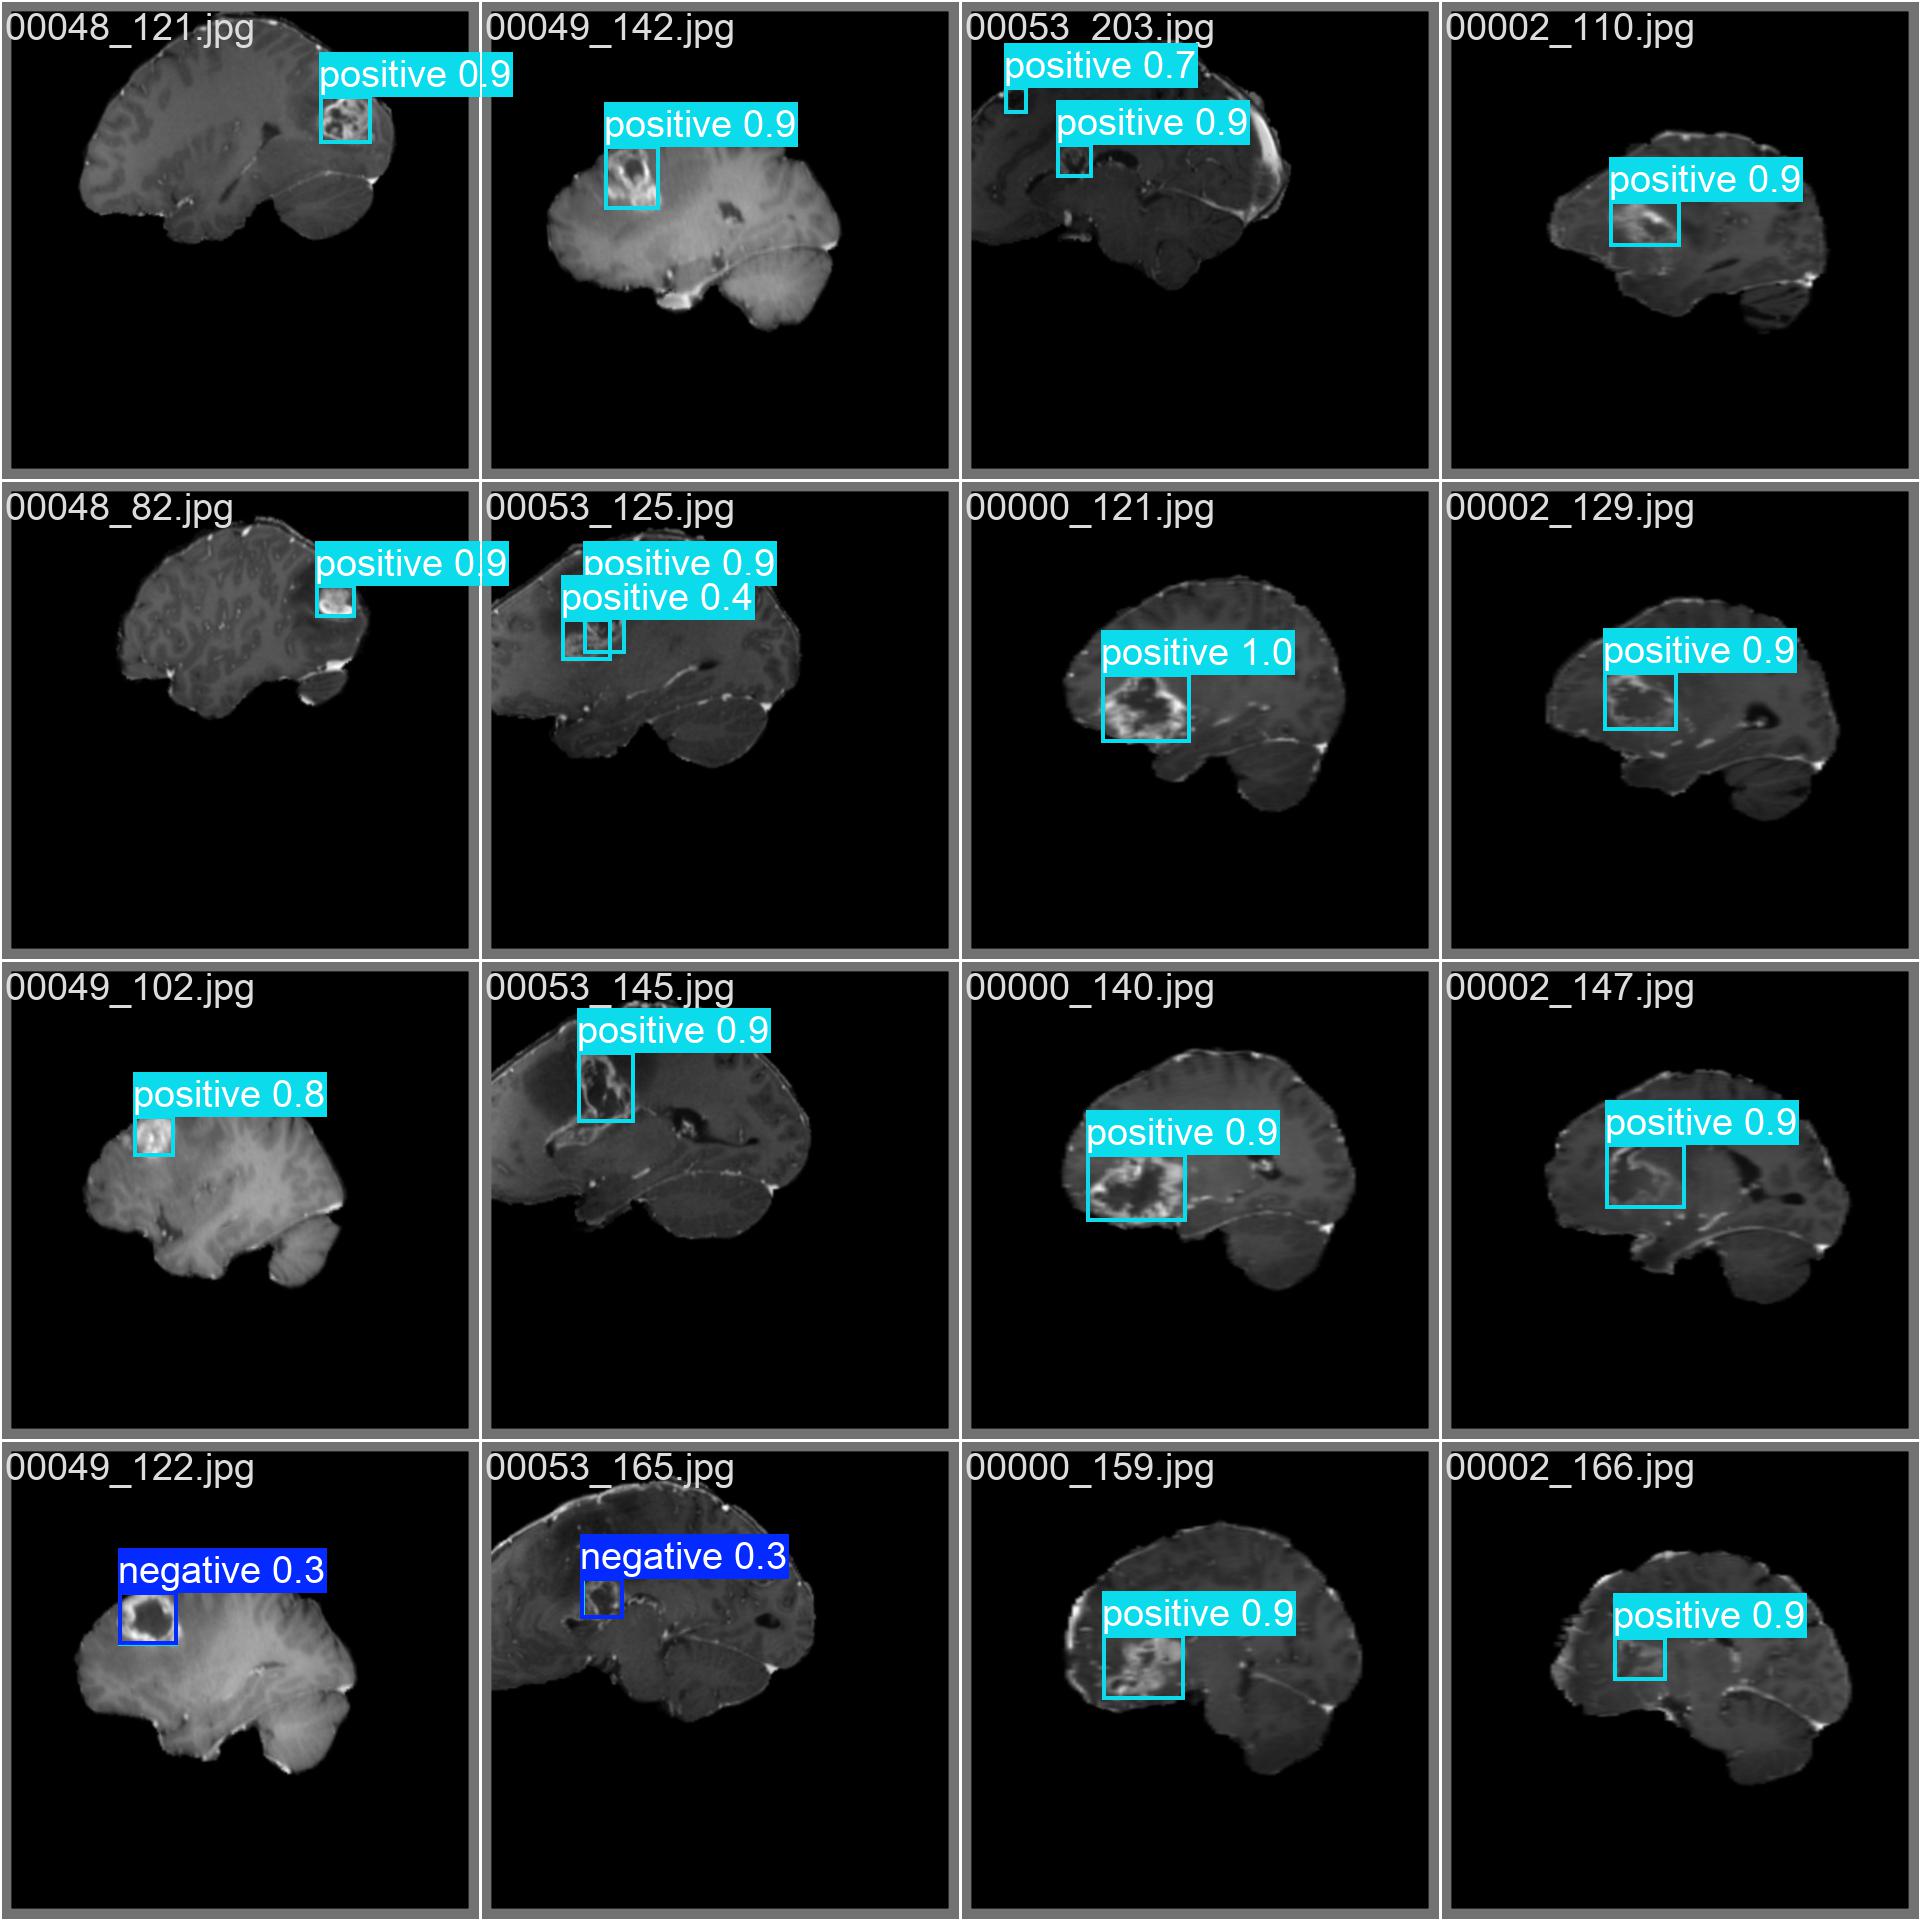 00048_121.jpg
positive 0.9
00049_142.jpg
positive 0.9
00053_203.jpg
positive 0.7
positive 0.9
00002_110.jpg
positive 0.9
00048_82.jpg
positive 0.9
00053_125.jpg
positive 0.9
positive 0.4
00000_121.jpg
positive 1.0
00002_129.jpg
positive 0.9
00049_102.jpg
positive 0.8
00053_145.jpg
positive 0.9
00000_140.jpg
positive 0.9
00002_147.jpg
positive 0.9
00049_122.jpg
negative 0.3
00053_165.jpg
negative 0.3
00000_159.jpg
positive 0.9
00002_166.jpg
positive 0.9